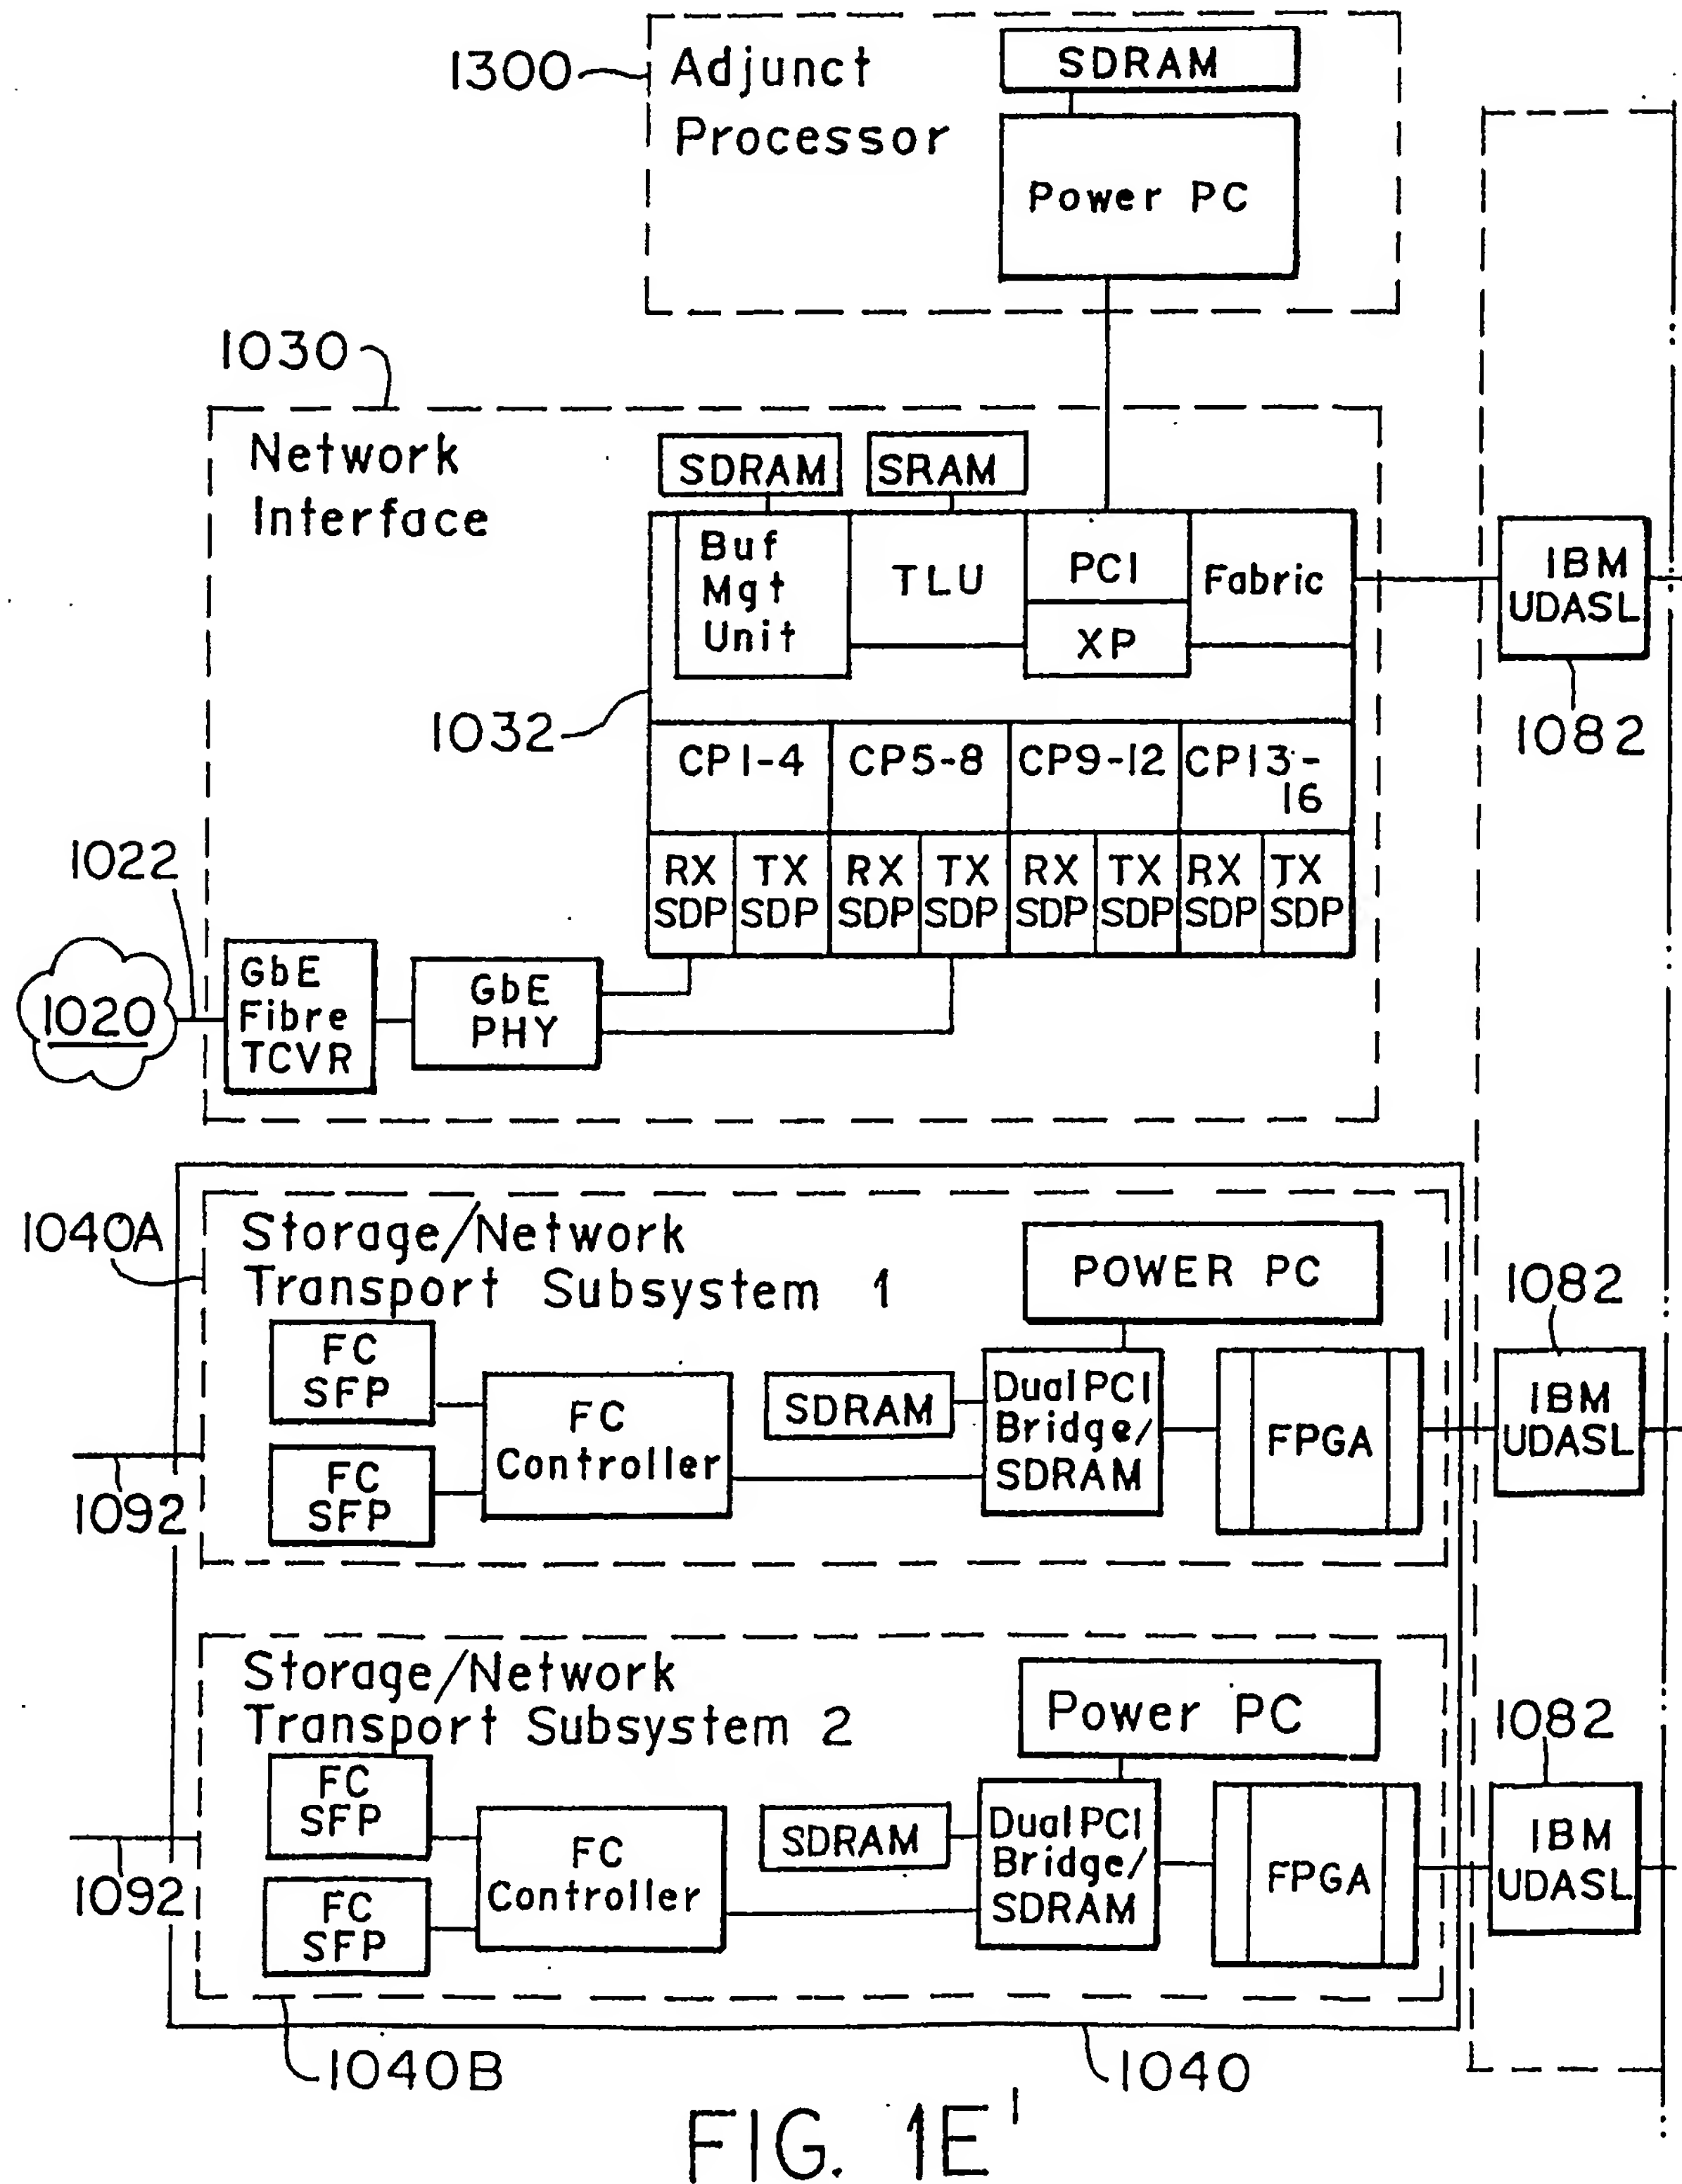 1300
Adjunct
Processor
SDRAM
Power PC
1030
Network
Interface
SDRAM
SRAM
Buf
Mgt
Unit
TLU
PCI
XP
Fabric
IBM
UDASL
1082
1032
CP1-4
CP5-8
CP9-12
CP13-
16
RX
SDP
TX
SDP
RX
SDP
TX
SDP
RX
SDP
TX
SDP
RX
SDP
TX
SDP
1022
1020
GbE
Fibre
TCVR
GbE
PHY
1040A
Storage/Network
Transport Subsystem 1
POWER PC
FC
SFP
FC
SFP
FC
Controller
SDRAM
Dual PCI
Bridge/
SDRAM
FPGA
1082
IBM
UDASL
1092
Storage/Network
Transport Subsystem 2
Power PC
FC
SFP
FC
SFP
FC
Controller
SDRAM
Dual PCI
Bridge/
SDRAM
FPGA
1082
IBM
UDASL
1092
1040B
1040
FIG. 1E'